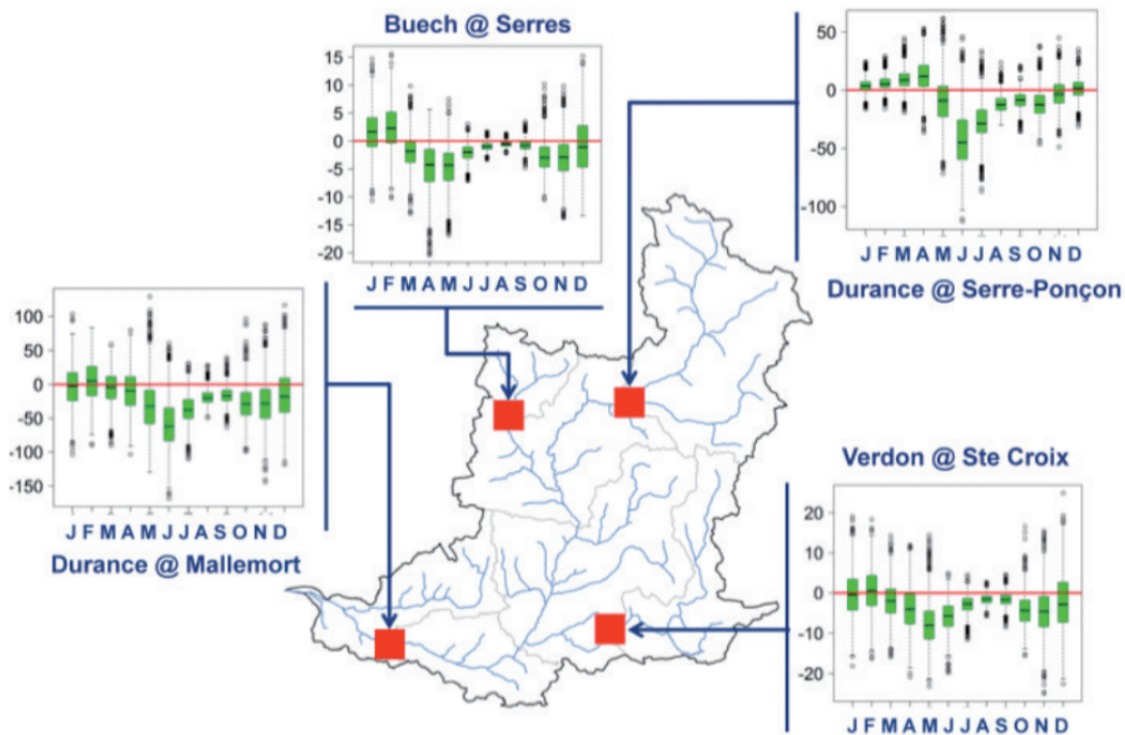 Buech @ Serres
15
10
5
0
-5
-10
-15
-20
J F M A M J J A S O N D
50
0
-50
-100
J F M A M J J A S O N D
Durance @ Serre-Ponçon
100
50
0
-50
-100
-150
J F M A M J J A S O N D
Durance @ Mallemort
Verdon @ Ste Croix
20
10
0
-10
-20
J F M A M J J A S O N D